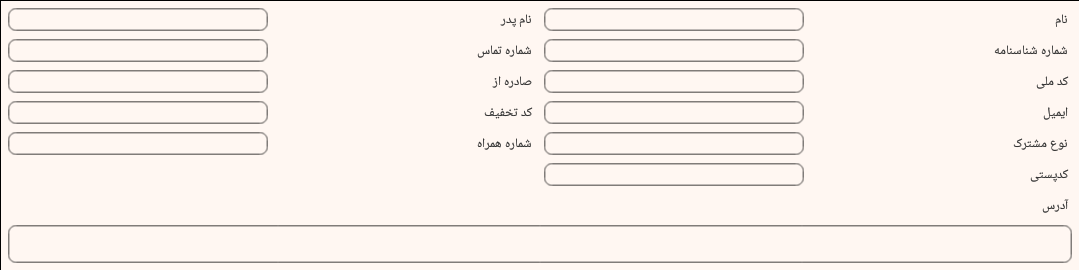 نام نام پدر
شماره شناسنامه شماره تماس
کد ملی صادره از
ایمیل کد تخفیف
نوع مشترک شماره همراه
کدپستی
آدرس